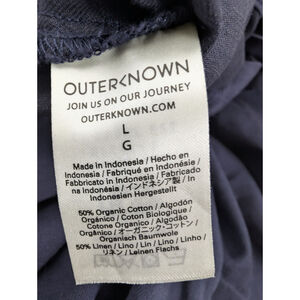 OUTERKNOWN
JOIN US ON OUR JOURNEY
OUTERKNOWN.COM
L
G
Made in Indonesia / Hecho en
Indonesia / Fabriqué en Indonésie /
Fabbricato in Indonesia / Fabricado
na Indonésia / インドネシア製 / In
Indonesien Hergestellt
50% Organic Cotton / Algodón
Orgánico / Coton Biologique /
Cotone Organico / Algodão
Orgânico / オーガニック・コットン /
Organisch Baumwolle
50% Linen / Lino / Lin / Lino / Linho /
リネン / Leinen Flachs